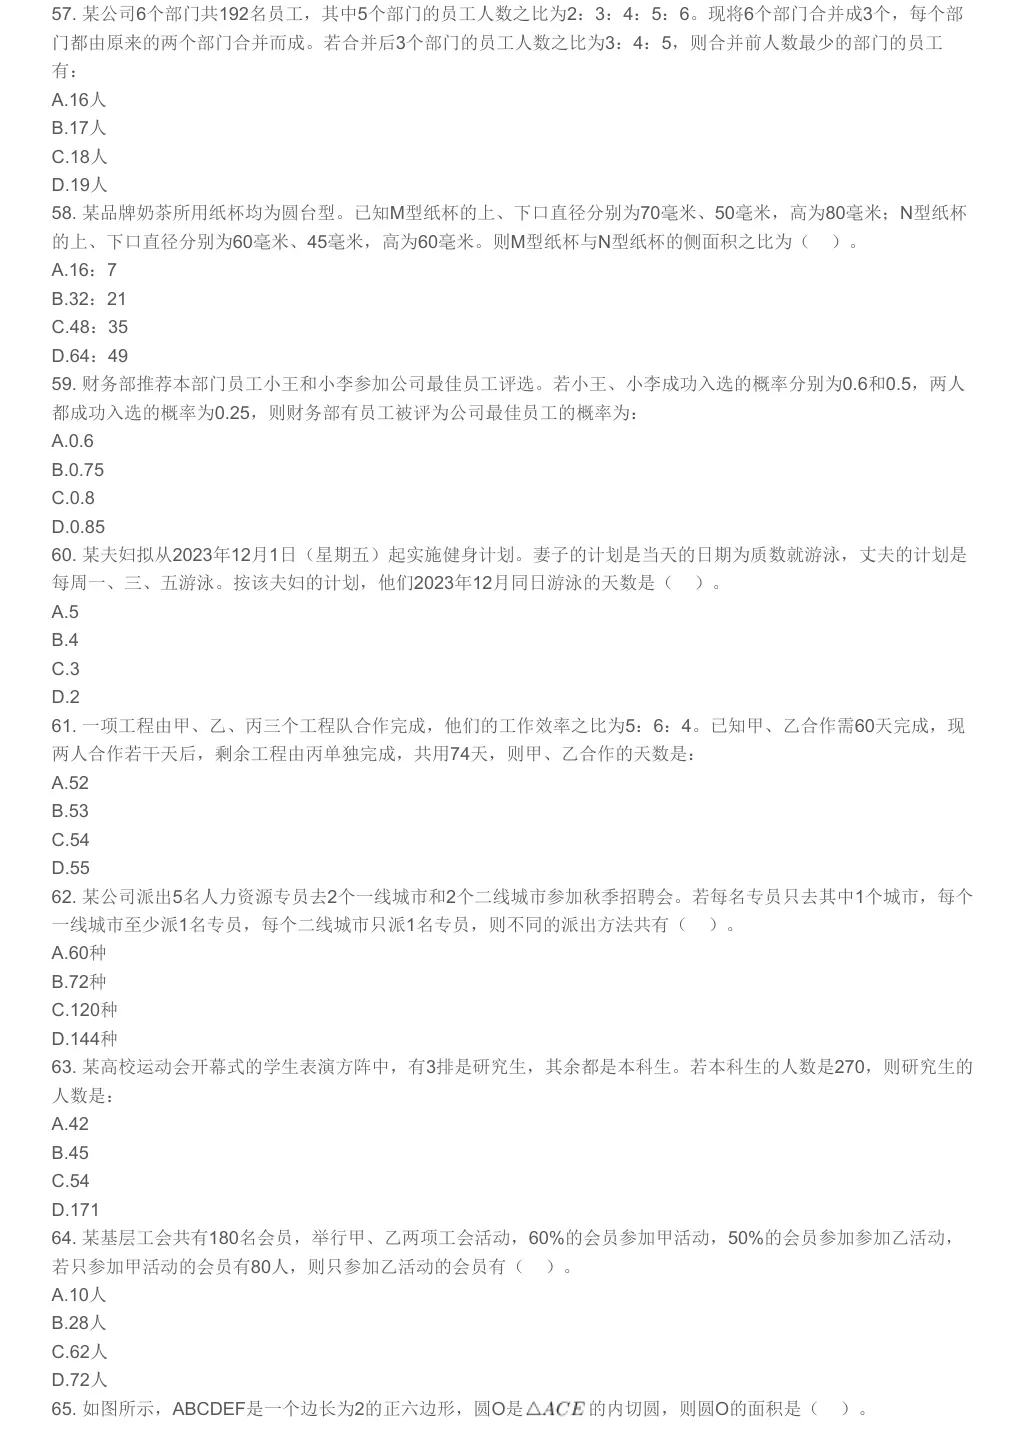 57. 某公司6个部门共192名员工，其中5个部门的员工人数之比为2：3：4：5：6。现将6个部门合并成3个，每个部
门都由原来的两个部门合并而成。若合并后3个部门的员工人数之比为3：4：5，则合并前人数最少的部门的员工
有：
A.16人
B.17人
C.18人
D.19人
58. 某品牌奶茶所用纸杯均为圆台型。已知M型纸杯的上、下口直径分别为70毫米、50毫米，高为80毫米；N型纸杯
的上、下口直径分别为60毫米、45毫米，高为60毫米。则M型纸杯与N型纸杯的侧面积之比为（　）。
A.16：7
B.32：21
C.48：35
D.64：49
59. 财务部推荐本部门员工小王和小李参加公司最佳员工评选。若小王、小李成功入选的概率分别为0.6和0.5，两人
都成功入选的概率为0.25，则财务部有员工被评为公司最佳员工的概率为：
A.0.6
B.0.75
C.0.8
D.0.85
60. 某夫妇拟从2023年12月1日（星期五）起实施健身计划。妻子的计划是当天的日期为质数就游泳，丈夫的计划是
每周一、三、五游泳。按该夫妇的计划，他们2023年12月同日游泳的天数是（　）。
A.5
B.4
C.3
D.2
61. 一项工程由甲、乙、丙三个工程队合作完成，他们的工作效率之比为5：6：4。已知甲、乙合作需60天完成，现
两人合作若干天后，剩余工程由丙单独完成，共用74天，则甲、乙合作的天数是：
A.52
B.53
C.54
D.55
62. 某公司派出5名人力资源专员去2个一线城市和2个二线城市参加秋季招聘会。若每名专员只去其中1个城市，每个
一线城市至少派1名专员，每个二线城市只派1名专员，则不同的派出方法共有（　）。
A.60种
B.72种
C.120种
D.144种
63. 某高校运动会开幕式的学生表演方阵中，有3排是研究生，其余都是本科生。若本科生的人数是270，则研究生的
人数是：
A.42
B.45
C.54
D.171
64. 某基层工会共有180名会员，举行甲、乙两项工会活动，60%的会员参加甲活动，50%的会员参加参加乙活动，
若只参加甲活动的会员有80人，则只参加乙活动的会员有（　）。
A.10人
B.28人
C.62人
D.72人
65. 如图所示，ABCDEF是一个边长为2的正六边形，圆O是△ACE的内切圆，则圆O的面积是（　）。